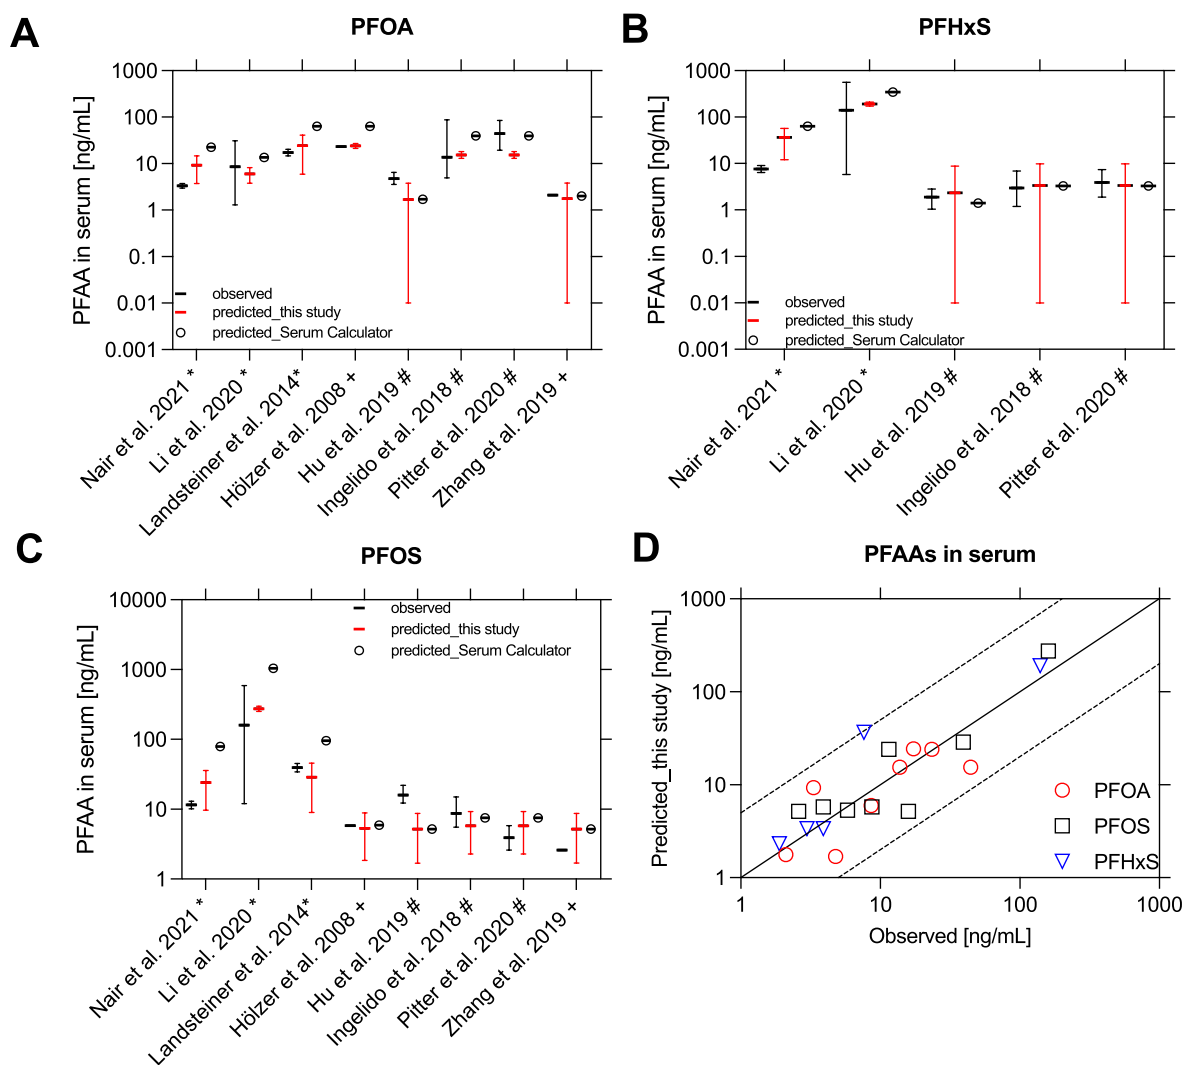 A
PFOA
PFAA in serum [ng/mL]
1000
100
10
1
0.1
0.01
0.001
observed
predicted_this study
predicted_Serum Calculator
Nair et al. 2021 *
Li et al. 2020 *
Landsteiner et al. 2014*
Hölzer et al. 2008 +
Hu et al. 2019 #
Ingelido et al. 2018 #
Pitter et al. 2020 #
Zhang et al. 2019 +
B
PFHxS
PFAA in serum [ng/mL]
1000
100
10
1
0.1
0.01
0.001
observed
predicted_this study
predicted_Serum Calculator
Nair et al. 2021 *
Li et al. 2020 *
Hu et al. 2019 #
Ingelido et al. 2018 #
Pitter et al. 2020 #
C
PFOS
PFAA in serum [ng/mL]
10000
1000
100
10
1
observed
predicted_this study
predicted_Serum Calculator
Nair et al. 2021 *
Li et al. 2020 *
Landsteiner et al. 2014*
Hölzer et al. 2008 +
Hu et al. 2019 #
Ingelido et al. 2018 #
Pitter et al. 2020 #
Zhang et al. 2019 +
D
PFAAs in serum
Predicted_this study [ng/mL]
1000
100
10
1
PFOA
PFOS
PFHxS
1
10
100
1000
Observed [ng/mL]